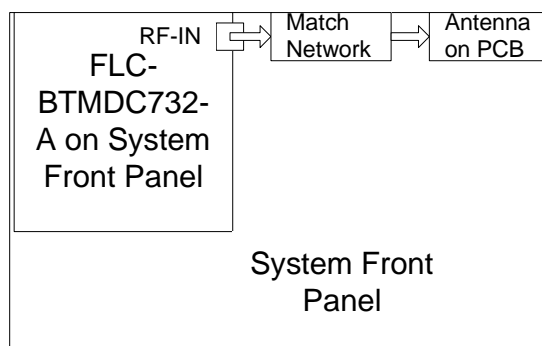 RF-IN
FLC-
BTMDC732-
A on System
Front Panel
Match
Network
Antenna
on PCB
System Front
Panel